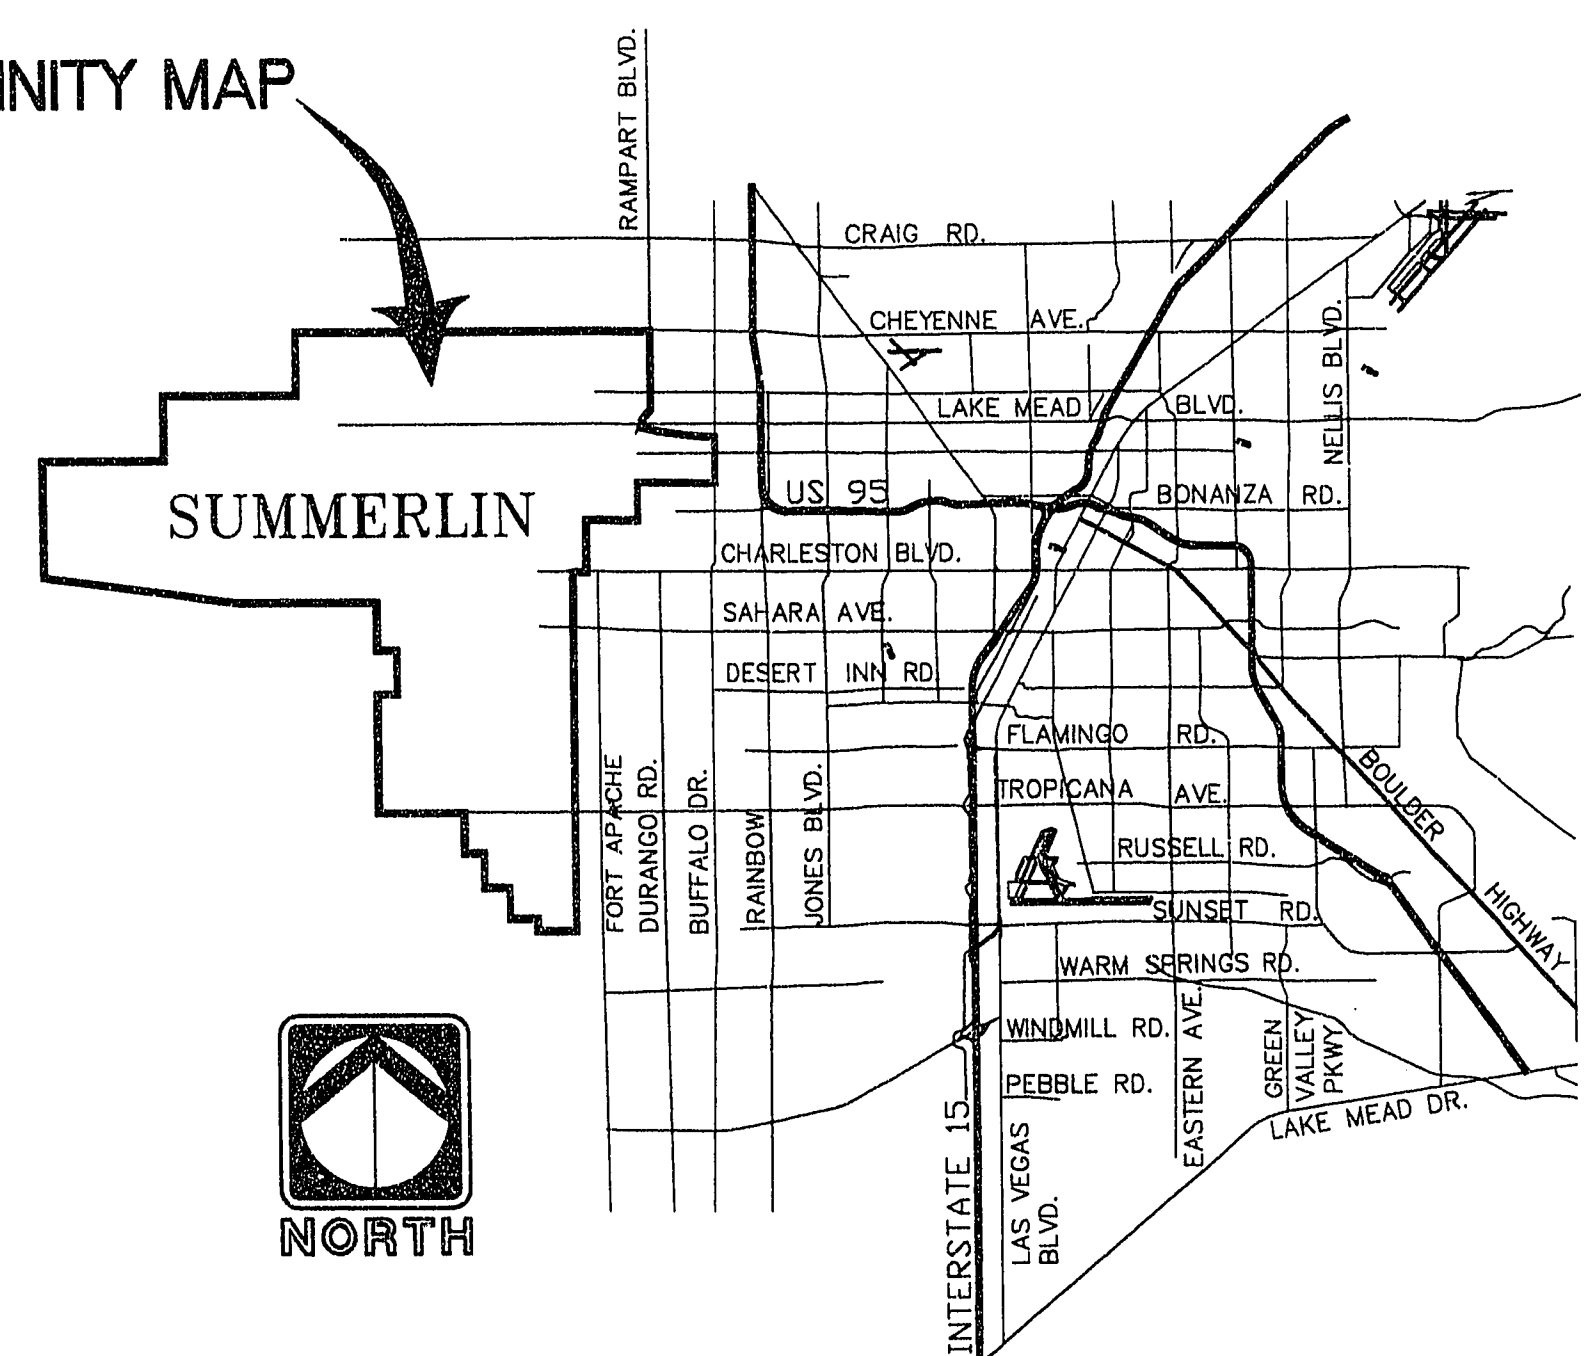 INITY MAP
RAMPART BLVD.
CRAIG RD.
CHEYENNE AVE.
LAKE MEAD BLVD.
NELLIS BLVD.
SUMMERLIN
US 95
BONANZA RD.
CHARLESTON BLVD.
SAHARA AVE.
DESERT INN RD.
FLAMINGO RD.
TROPICANA AVE.
RUSSELL RD.
SUNSET RD.
WARM SPRINGS RD.
WINDMILL RD.
PEBBLE RD.
FORT APACHE
DURANGO RD.
BUFFALO DR.
RAINBOW
JONES BLVD.
BOULDER HIGHWAY
EASTERN AVE.
GREEN
VALLEY
PKWY
LAKE MEAD DR.
INTERSTATE 15
LAS VEGAS
BLVD.
NORTH